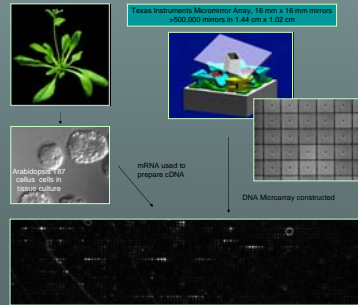 Texas Instruments Micromirror Array, 16 mm x 16 mm mirrors
>500,000 mirrors in 1.44 cm x 1.02 cm
Arabidopsis T87
callus cells in
tissue culture
mRNA used to
prepare cDNA
DNA Microarray constructed